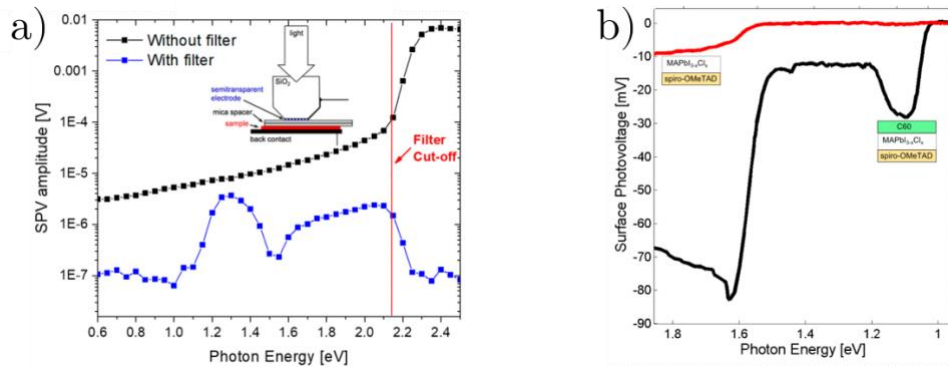 a)
Without filter
With filter
light
SiO2
semitransparent
electrode
mica spacer
sample
back contact
Filter
Cut-off
SPV amplitude [V]
0.01
0.001
1E-4
1E-5
1E-6
1E-7
0.6 0.8 1.0 1.2 1.4 1.6 1.8 2.0 2.2 2.4
Photon Energy [eV]
b)
Surface Photovoltage [mV]
0
-10
-20
-30
-40
-50
-60
-70
-80
-90
MAPbI3-xClx
spiro-OMeTAD
C60
MAPbI3-xClx
spiro-OMeTAD
1.8 1.6 1.4 1.2 1
Photon Energy [eV]